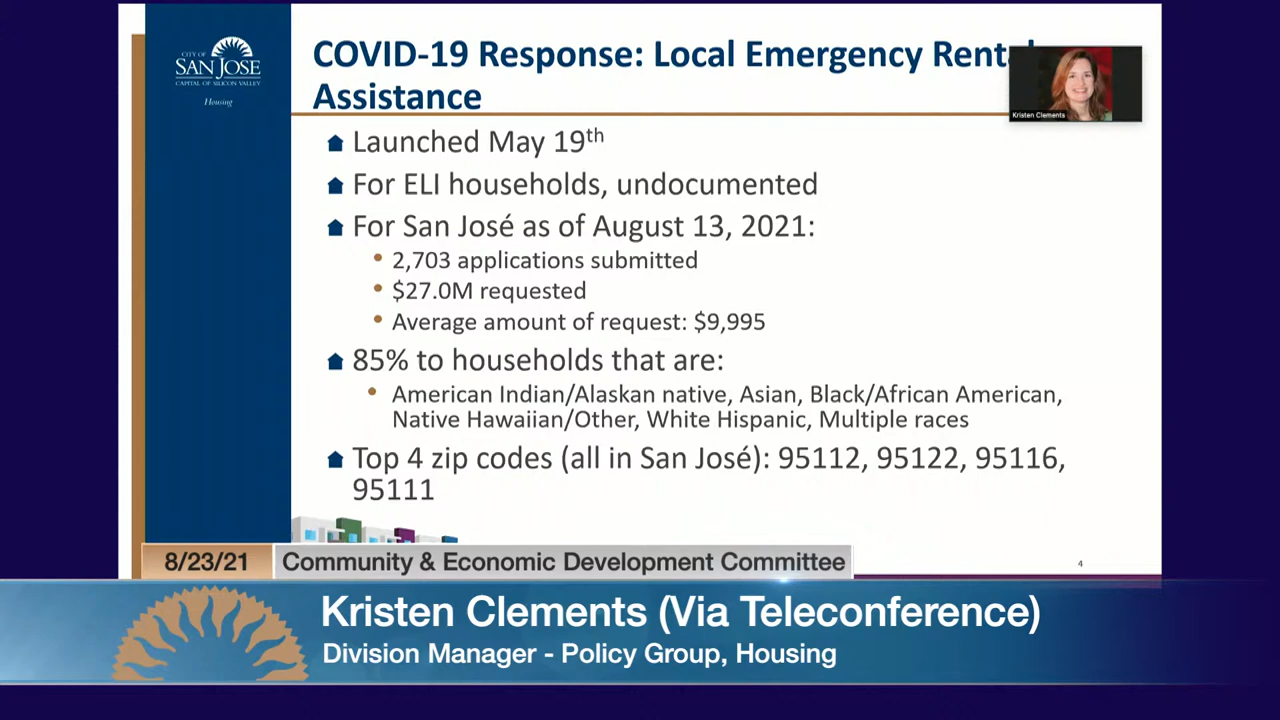 CITY OF
SAN JOSE
CAPITAL OF SILICON VALLEY
Housing
COVID-19 Response: Local Emergency Rental
Assistance
Kristen Clements
Launched May 19th
For ELI households, undocumented
For San José as of August 13, 2021:
2,703 applications submitted
$27.0M requested
Average amount of request: $9,995
85% to households that are:
American Indian/Alaskan native, Asian, Black/African American,
Native Hawaiian/Other, White Hispanic, Multiple races
Top 4 zip codes (all in San José): 95112, 95122, 95116,
95111
4
8/23/21 Community & Economic Development Committee
Kristen Clements (Via Teleconference)
Division Manager - Policy Group, Housing